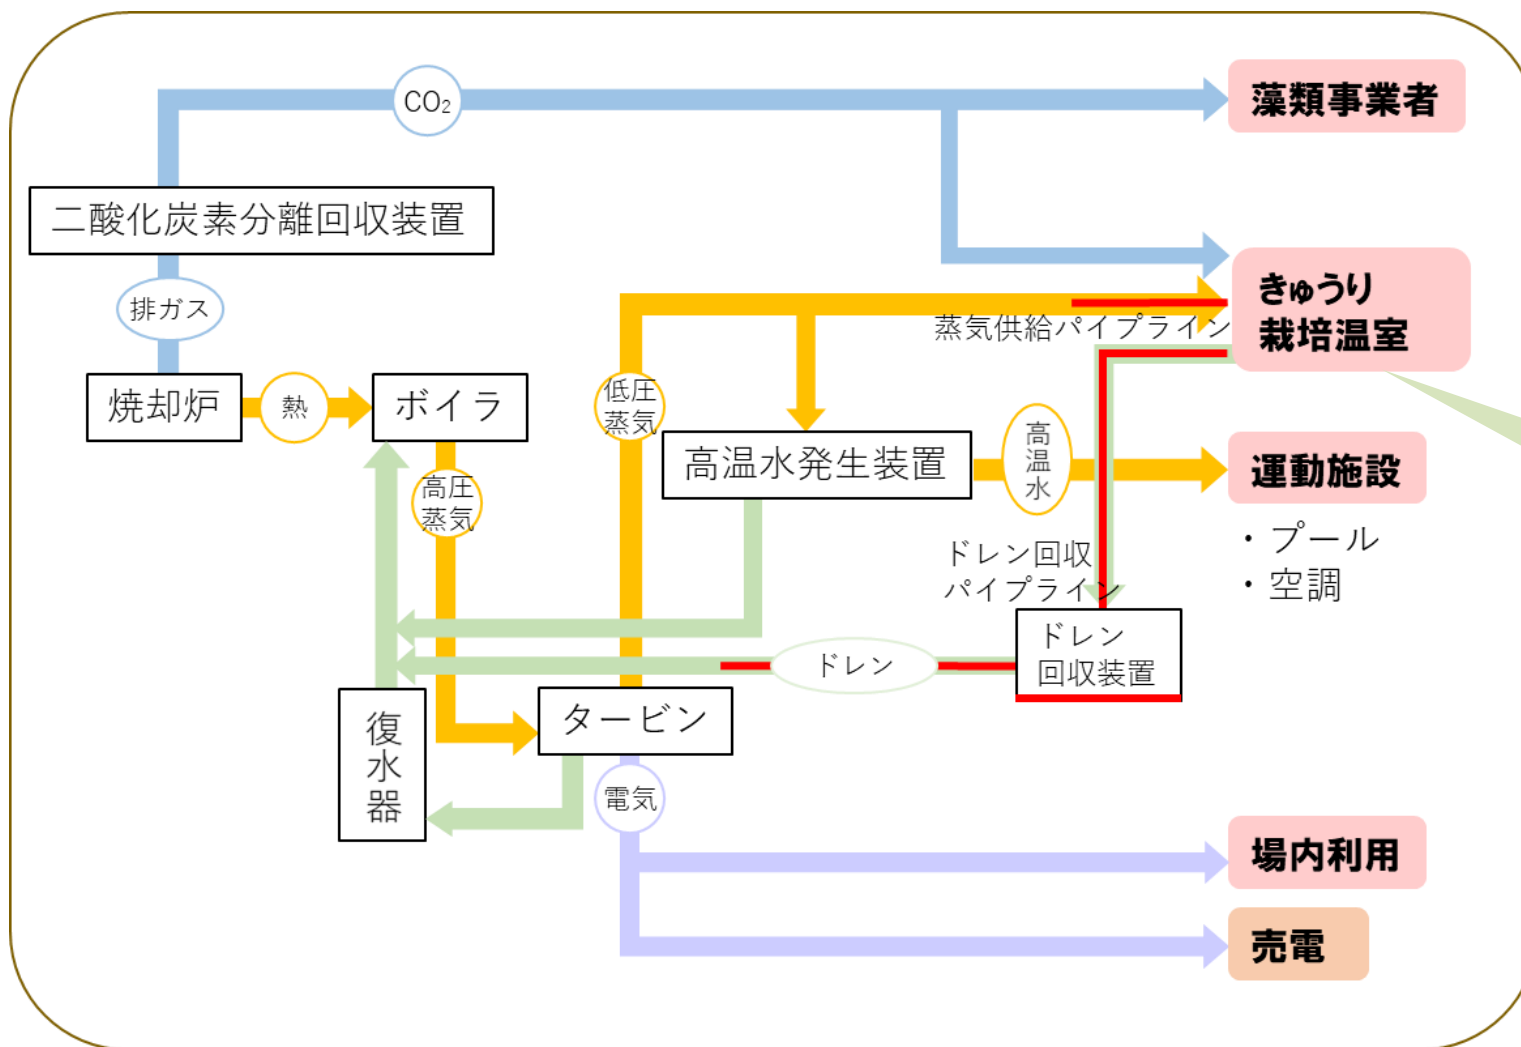 CO₂
藻類事業者
二酸化炭素分離回収装置
排ガス
きゅうり
栽培温室
蒸気供給パイプライン
焼却炉
熱
ボイラ
低圧
蒸気
高圧
蒸気
高温水発生装置
高
温
水
運動施設
・プール
・空調
ドレン回収
パイプライン
ドレン
回収装置
ドレン
復
水
器
タービン
電気
場内利用
売電